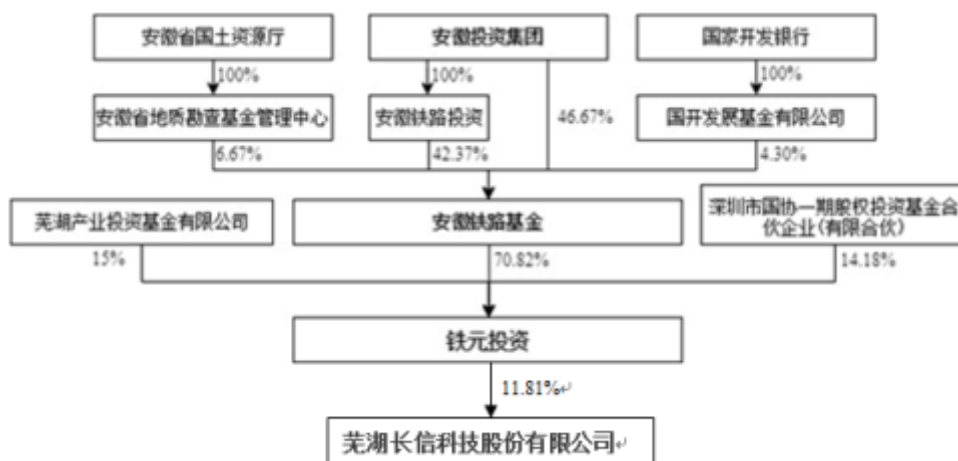 安徽省国土资源厅
安徽投资集团
国家开发银行
100%
100%
100%
安徽省地质勘查基金管理中心
安徽铁路投资
46.67%
国开发展基金有限公司
6.67%
42.37%
4.30%
芜湖产业投资基金有限公司
安徽铁路基金
深圳市国协一期股权投资基金合
伙企业(有限合伙)
15%
70.82%
14.18%
铁元投资
11.81%
芜湖长信科技股份有限公司